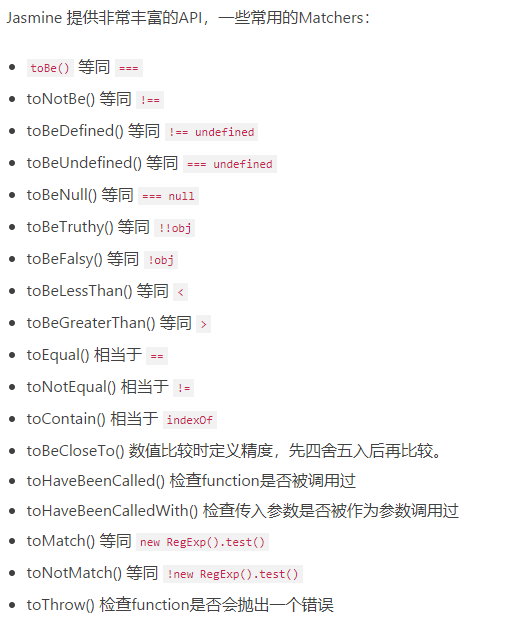 Jasmine 提供非常丰富的API，一些常用的Matchers：
toBe() 等同 ===
toNotBe() 等同 !==
toBeDefined() 等同 !== undefined
toBeUndefined() 等同 === undefined
toBeNull() 等同 === null
toBeTruthy() 等同 !!obj
toBeFalsy() 等同 !obj
toBeLessThan() 等同 <
toBeGreaterThan() 等同 >
toEqual() 相当于 ==
toNotEqual() 相当于 !=
toContain() 相当于 indexOf
toBeCloseTo() 数值比较时定义精度，先四舍五入后再比较。
toHaveBeenCalled() 检查function是否被调用过
toHaveBeenCalledWith() 检查传入参数是否被作为参数调用过
toMatch() 等同 new RegExp().test()
toNotMatch() 等同 !new RegExp().test()
toThrow() 检查function是否会抛出一个错误